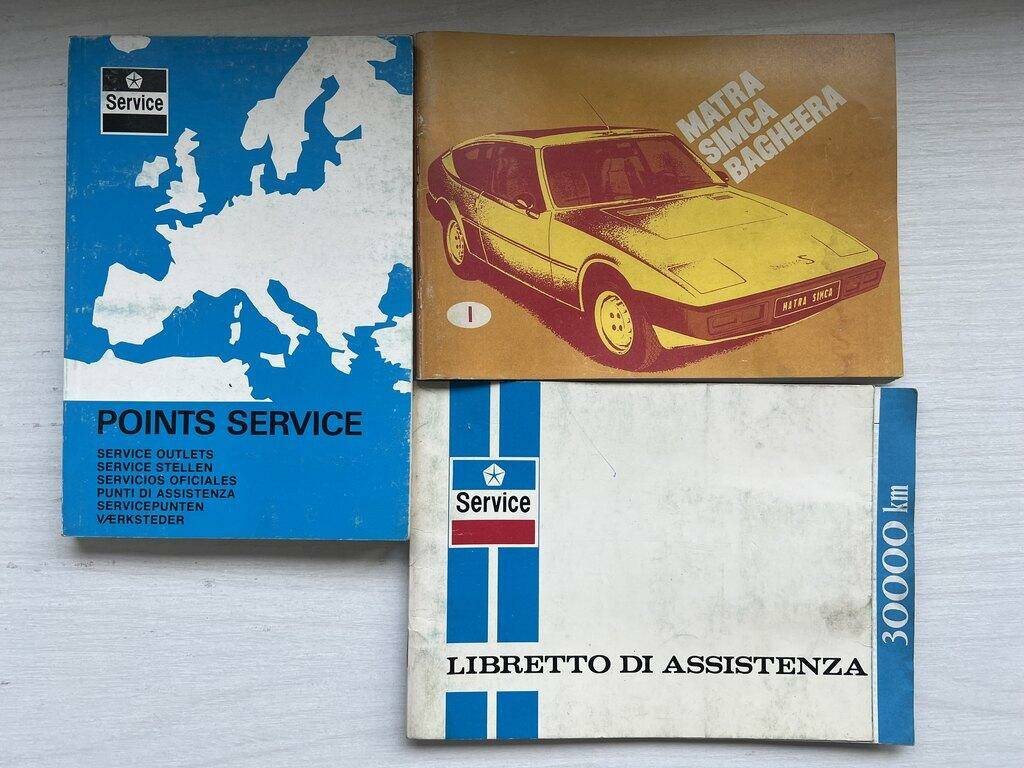 Service
POINTS SERVICE
SERVICE OUTLETS
SERVICE STELLEN
SERVICIOS OFICIALES
PUNTI DI ASSISTENZA
SERVICEPUNTEN
VÆRKSTEDER
MATRA
SIMCA
BAGHEERA
MATRA SIMCA
I
Service
LIBRETTO DI ASSISTENZA
30000 km